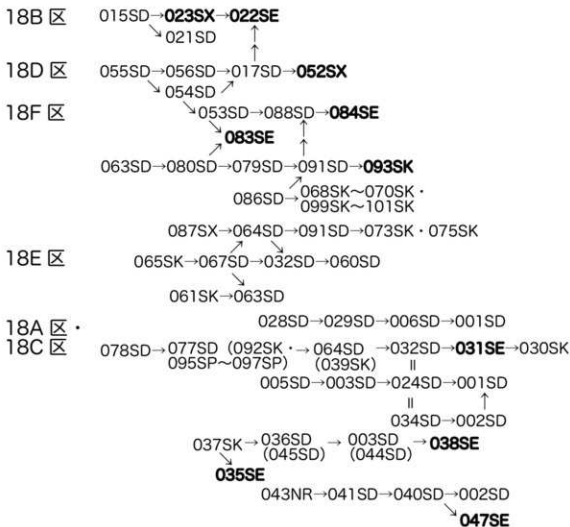 18B 区 015SD→023SX→022SE
↘021SD ↑
↑
18D 区 055SD→056SD→017SD→052SX
↘054SD↗
18F 区 ↘053SD→088SD→084SE
↘083SE ↑
↗ ↑
063SD→080SD→079SD→091SD→093SK
086SD→068SK〜070SK・
099SK〜101SK
087SX→064SD→091SD→073SK・075SK
↗ ↘
18E 区 065SK→067SD→032SD→060SD
↘
061SK→063SD
18A 区・ 028SD→029SD→006SD→001SD
18C 区 078SD→077SD(092SK・→064SD→032SD→031SE→030SK
095SP〜097SP) (039SK) =
005SD→003SD→024SD→001SD
= ↑
034SD→002SD
037SK→036SD→003SD→038SE
↘ (045SD) (044SD)
035SE
043NR→041SD→040SD→002SD
↘047SE